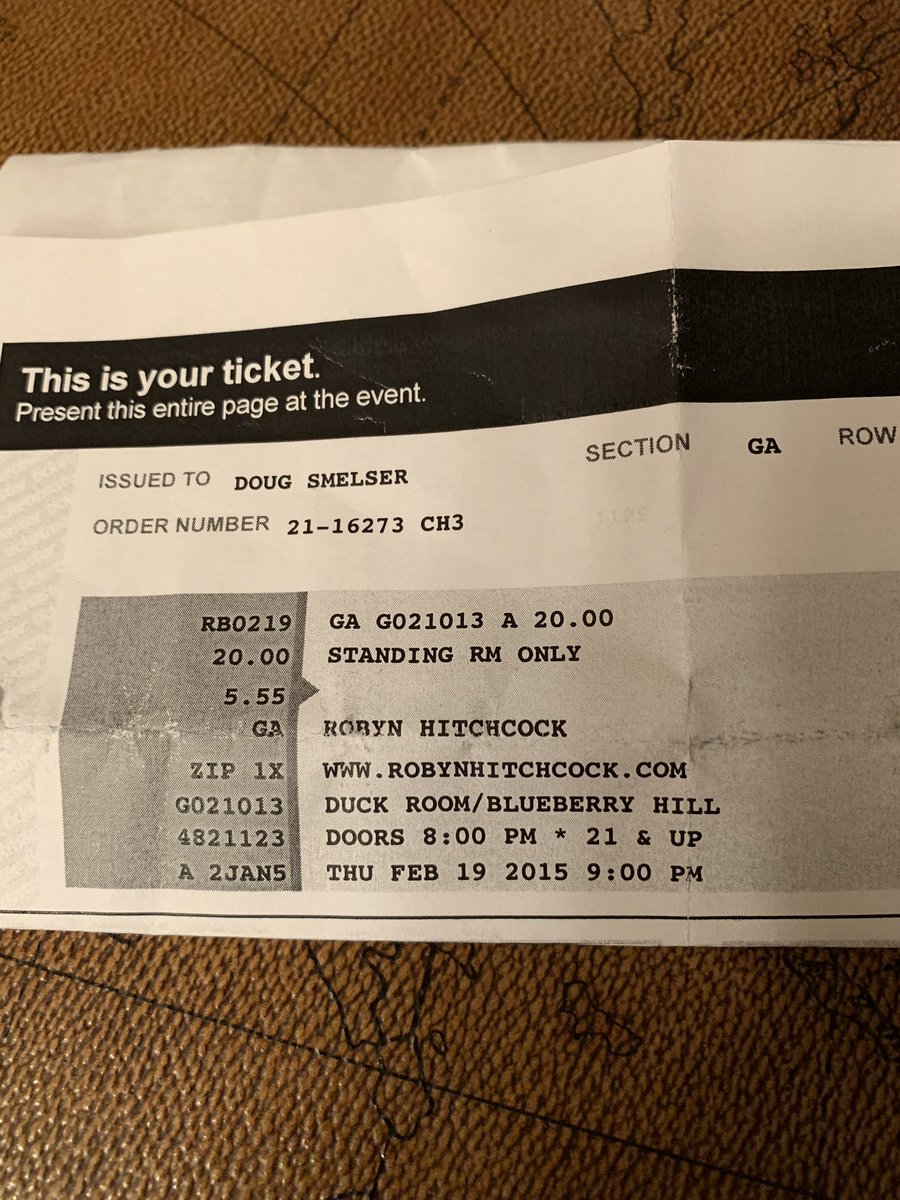 This is your ticket.
Present this entire page at the event.
ISSUED TO DOUG SMELSER SECTION GA ROW
ORDER NUMBER 21-16273 CH3
RB0219 GA GO21013 A 20.00
20.00 STANDING RM ONLY
5.55
GA ROBYN HITCHCOCK
ZIP 1X WWW.ROBYNHITCHCOCK.COM
GO21013 DUCK ROOM/BLUEBERRY HILL
4821123 DOORS 8:00 PM * 21 & UP
A 2JAN5 THU FEB 19 2015 9:00 PM